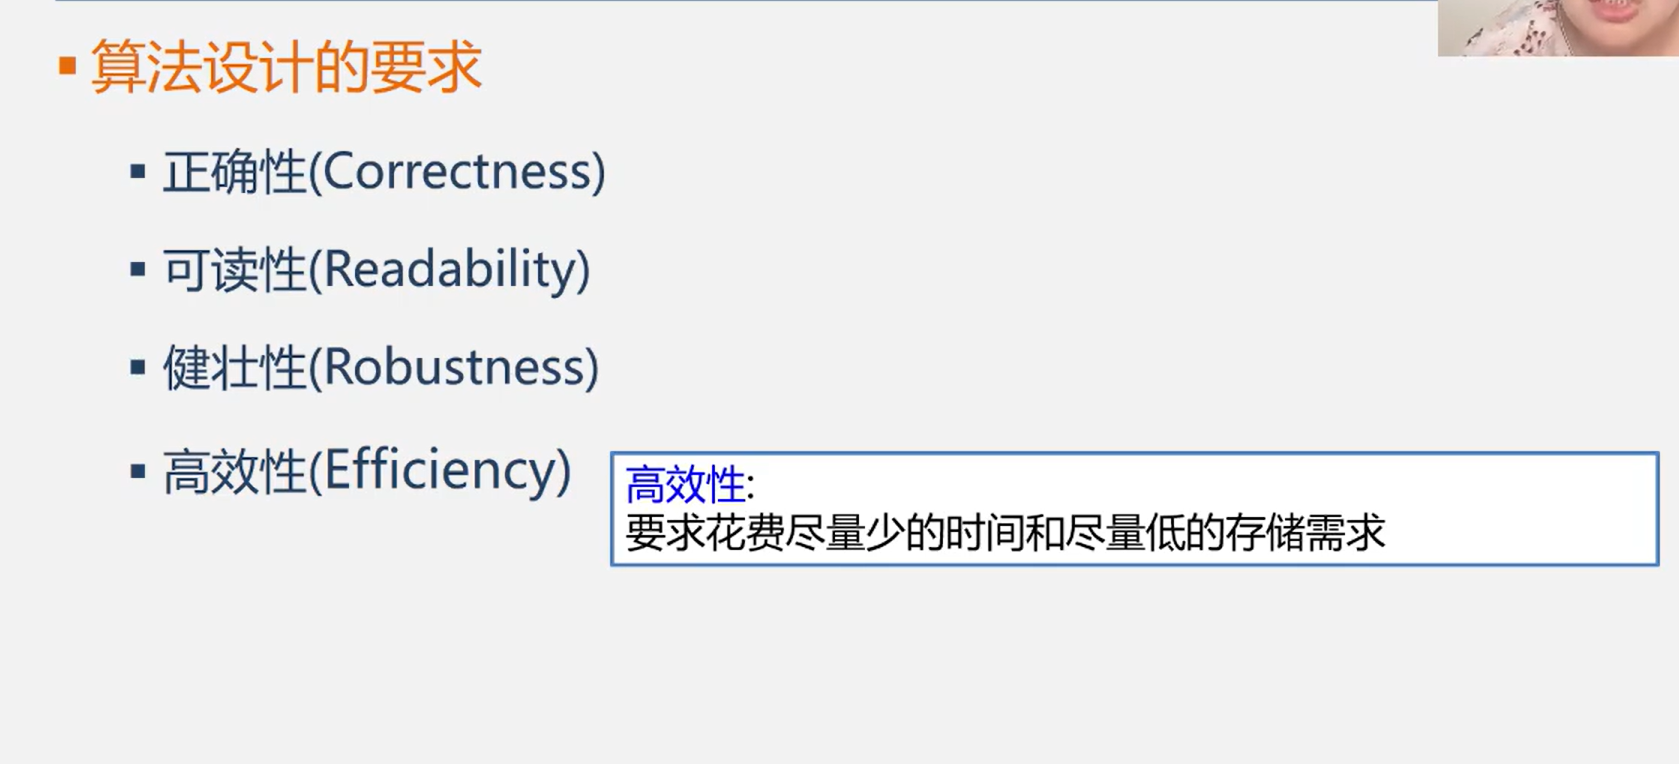 算法设计的要求
正确性(Correctness)
可读性(Readability)
健壮性(Robustness)
高效性(Efficiency)
高效性:
要求花费尽量少的时间和尽量低的存储需求